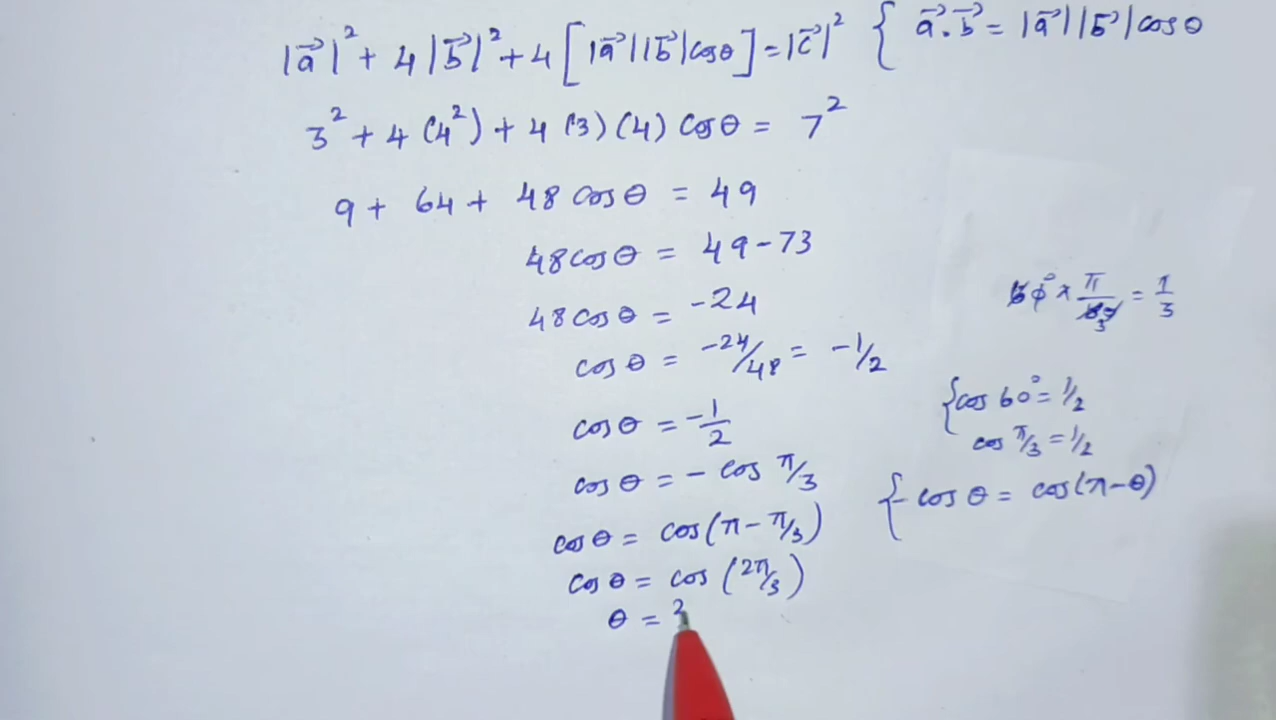 |a⃗|² + 4|b⃗|² + 4[|a⃗||b⃗|cosθ] = |c⃗|² { a⃗.b⃗ = |a⃗||b⃗|cosθ
3² + 4(4²) + 4(3)(4) cosθ = 7²
9 + 64 + 48 cosθ = 49
48cosθ = 49-73
48cosθ = -24
cosθ = -24/48 = -1/2
cosθ = -1/2
cosθ = - cos π/3
cosθ = cos(π-π/3)
cosθ = cos(2π/3)
θ = 2
= 1/3
{cos 60° = 1/2
cos π/3 = 1/2
{-cosθ = cos(π-θ)